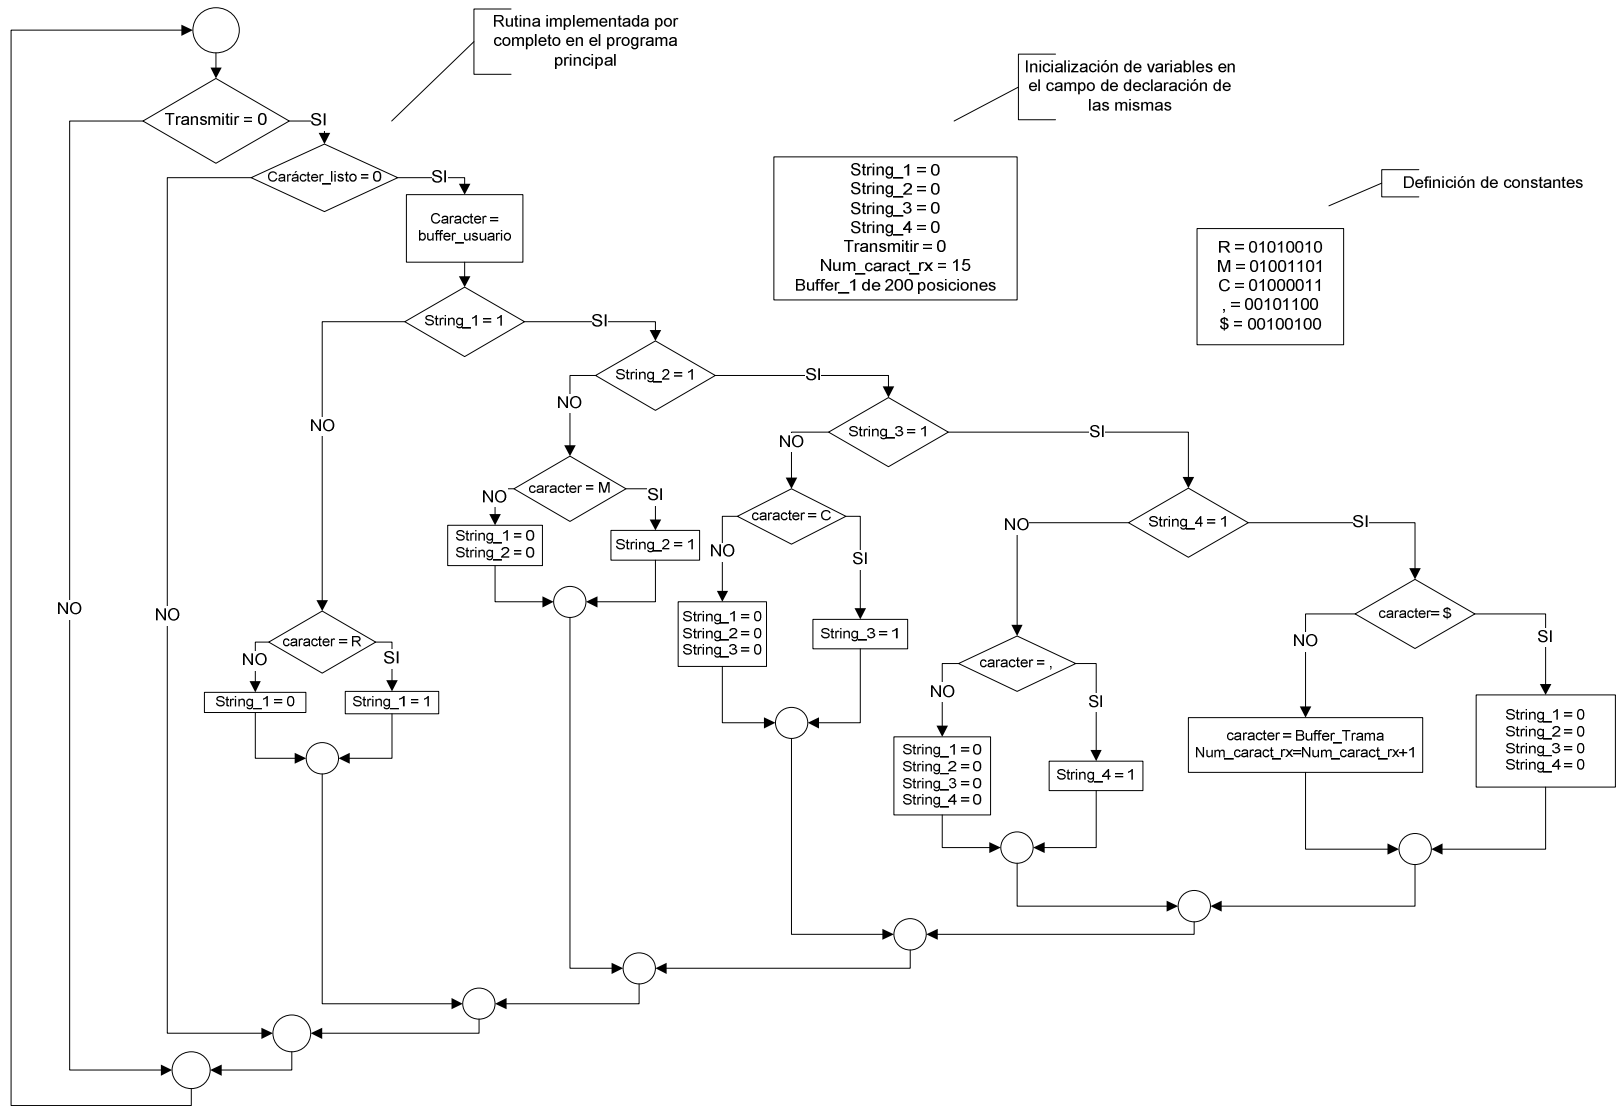 Rutina implementada por
completo en el programa
principal
Inicialización de variables en
el campo de declaración de
las mismas
Definición de constantes
String_1 = 0
String_2 = 0
String_3 = 0
String_4 = 0
Transmitir = 0
Num_caract_rx = 15
Buffer_1 de 200 posiciones
R = 01010010
M = 01001101
C = 01000011
, = 00101100
$ = 00100100
Transmitir = 0
SI
NO
Carácter_listo = 0
SI
NO
Caracter =
buffer_usuario
String_1 = 1
SI
NO
String_2 = 1
SI
NO
String_3 = 1
SI
NO
String_4 = 1
SI
NO
caracter = M
NO
SI
String_1 = 0
String_2 = 0
String_2 = 1
caracter = C
NO
SI
String_1 = 0
String_2 = 0
String_3 = 0
String_3 = 1
caracter = R
NO
SI
String_1 = 0
String_1 = 1
caracter = ,
NO
SI
String_1 = 0
String_2 = 0
String_3 = 0
String_4 = 0
String_4 = 1
caracter= $
NO
SI
caracter = Buffer_Trama
Num_caract_rx=Num_caract_rx+1
String_1 = 0
String_2 = 0
String_3 = 0
String_4 = 0